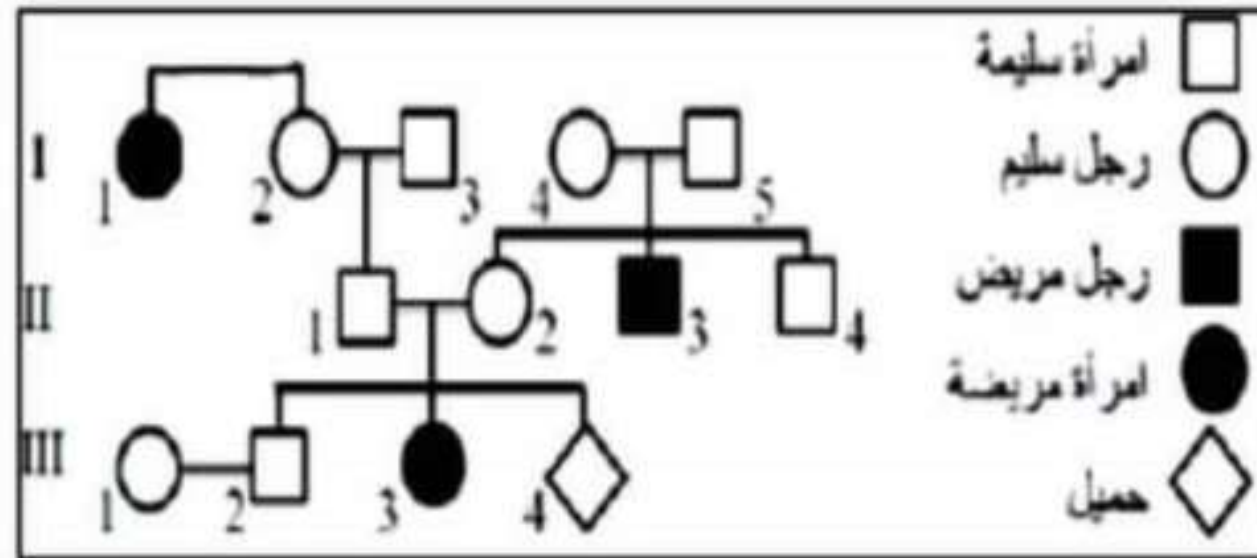 امرأة سليمة
رجل سليم
رجل مريض
امرأة مريضة
حميل
I
1 2 3 4 5
II
1 2 3 4
III
1 2 3 4